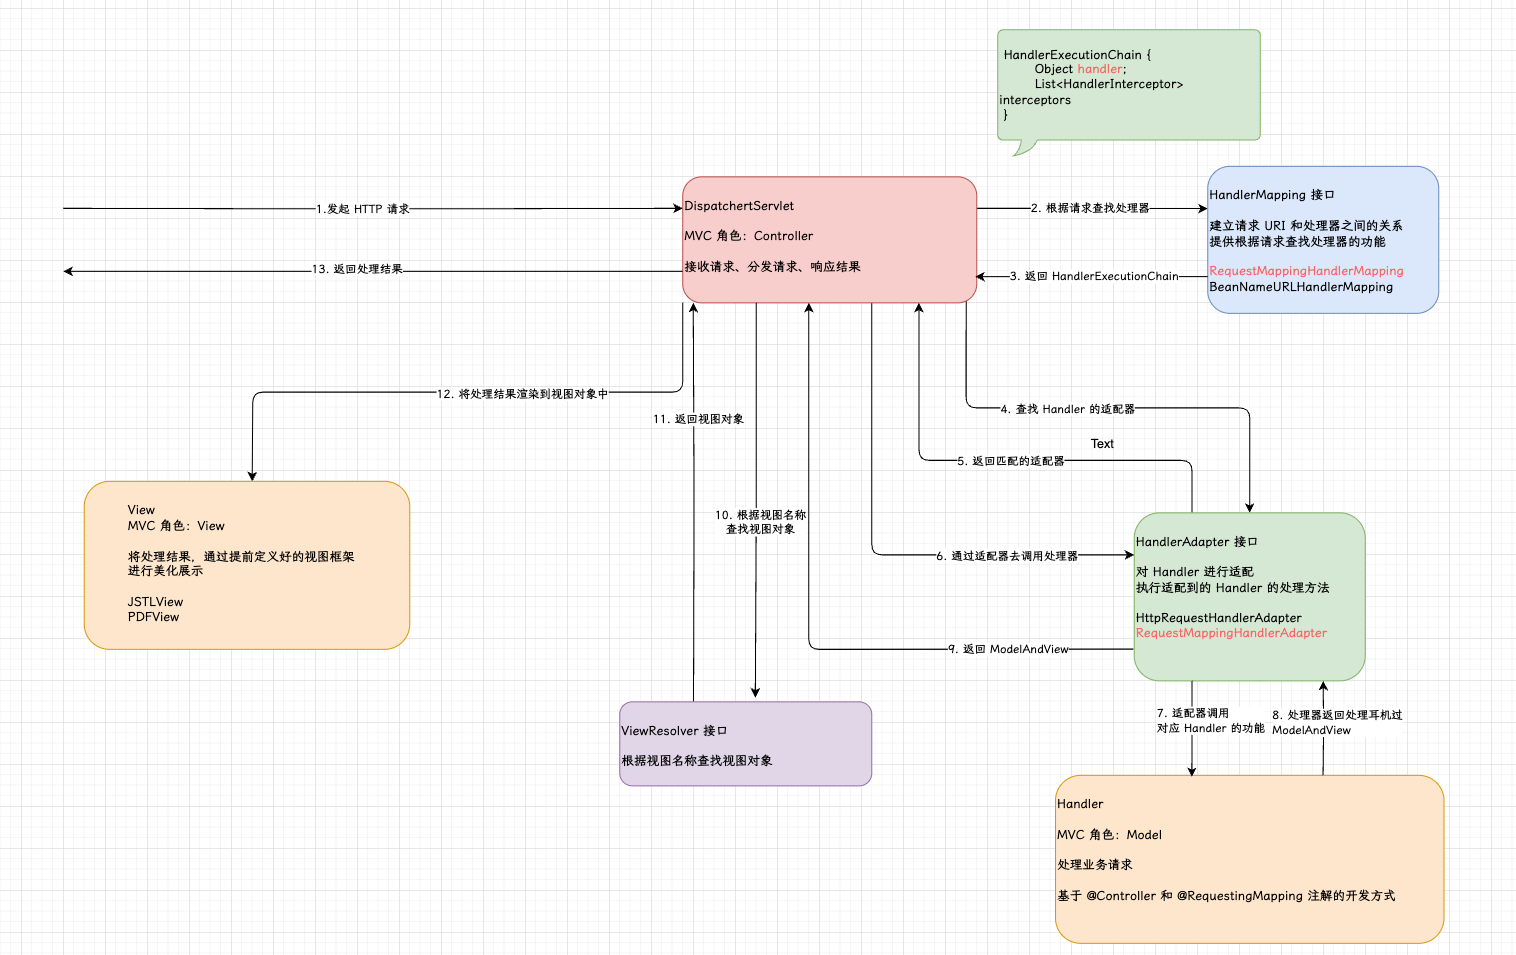 HandlerExecutionChain {
Object handler;
List<HandlerInterceptor>
interceptors
}
1.发起 HTTP 请求
13. 返回处理结果
DispatchertServlet
MVC 角色：Controller
接收请求、分发请求、响应结果
2. 根据请求查找处理器
3. 返回 HandlerExecutionChain
HandlerMapping 接口
建立请求 URI 和处理器之间的关系
提供根据请求查找处理器的功能
RequestMappingHandlerMapping
BeanNameURLHandlerMapping
12. 将处理结果渲染到视图对象中
11. 返回视图对象
4. 查找 Handler 的适配器
Text
5. 返回匹配的适配器
View
MVC 角色：View
将处理结果，通过提前定义好的视图框架
进行美化展示
JSTLView
PDFView
10. 根据视图名称
查找视图对象
6. 通过适配器去调用处理器
HandlerAdapter 接口
对 Handler 进行适配
执行适配到的 Handler 的处理方法
HttpRequestHandlerAdapter
RequestMappingHandlerAdapter
9. 返回 ModelAndView
ViewResolver 接口
根据视图名称查找视图对象
7. 适配器调用
对应 Handler 的功能
8. 处理器返回处理耳机过
ModelAndView
Handler
MVC 角色：Model
处理业务请求
基于 @Controller 和 @RequestingMapping 注解的开发方式